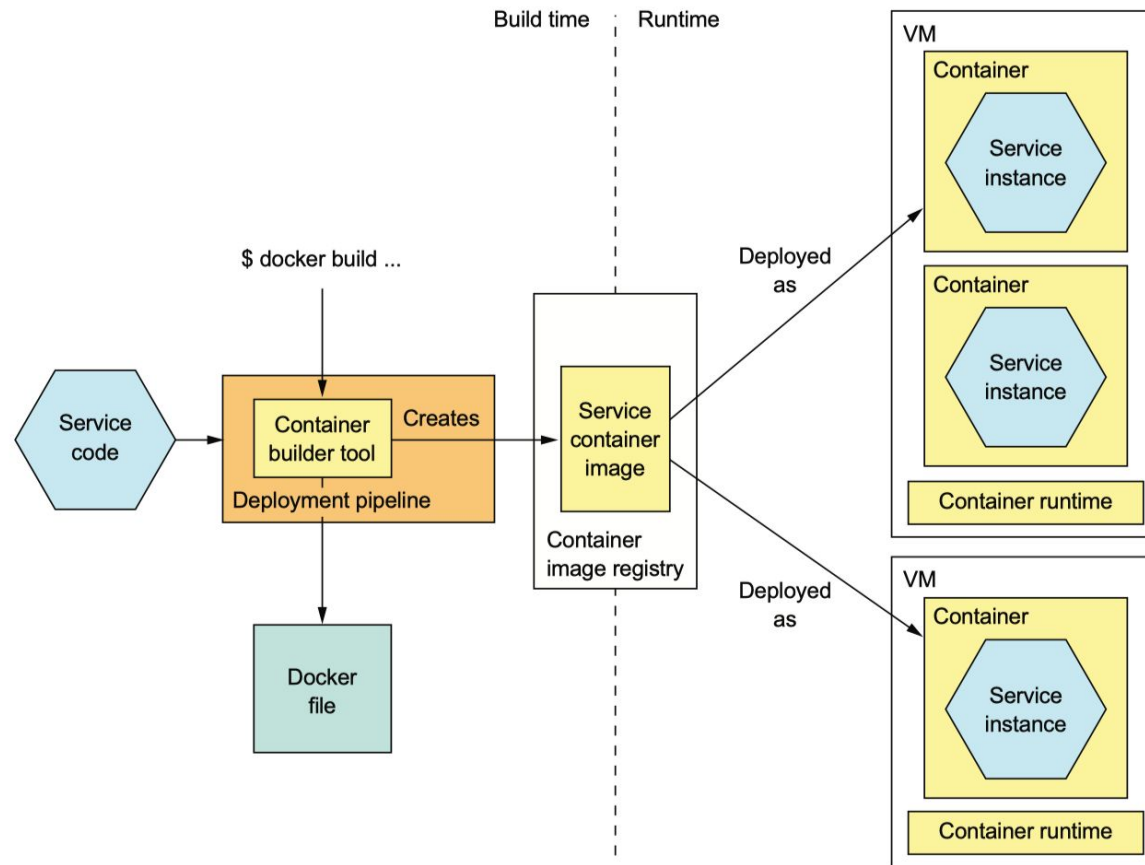 Build time
Runtime
VM
Container
Service
instance
$ docker build ...
Deployed
as
Container
Service
instance
Service
code
Container
builder tool
Creates
Deployment pipeline
Service
container
image
Container
image registry
Container runtime
Deployed
as
VM
Container
Service
instance
Docker
file
Container runtime